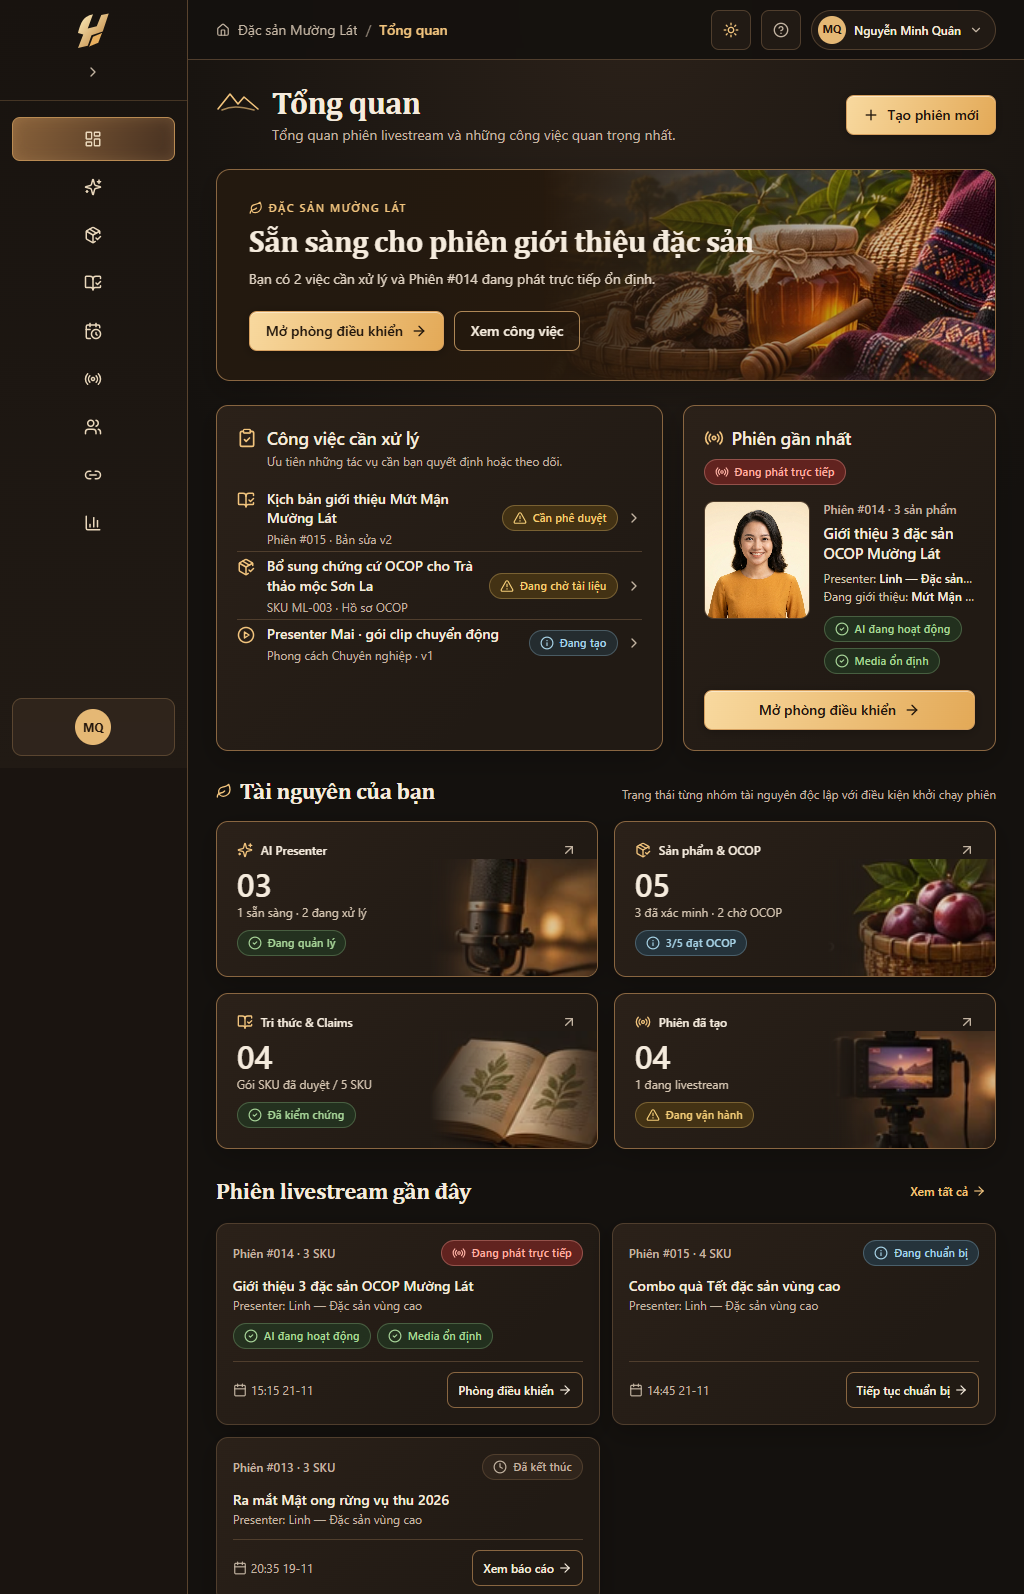 Đặc sản Mường Lát / Tổng quan
MQ Nguyễn Minh Quân
Tổng quan
Tổng quan phiên livestream và những công việc quan trọng nhất.
Tạo phiên mới
ĐẶC SẢN MƯỜNG LÁT
Sẵn sàng cho phiên giới thiệu đặc sản
Bạn có 2 việc cần xử lý và Phiên #014 đang phát trực tiếp ổn định.
Mở phòng điều khiển
Xem công việc
Công việc cần xử lý
Ưu tiên những tác vụ cần bạn quyết định hoặc theo dõi.
Kịch bản giới thiệu Mứt Mận
Mường Lát
Phiên #015 · Bản sửa v2
Cần phê duyệt
Bổ sung chứng cứ OCOP cho Trà
thảo mộc Sơn La
SKU ML-003 · Hồ sơ OCOP
Đang chờ tài liệu
Presenter Mai · gói clip chuyển động
Phong cách Chuyên nghiệp · v1
Đang tạo
Phiên gần nhất
Đang phát trực tiếp
Phiên #014 · 3 sản phẩm
Giới thiệu 3 đặc sản
OCOP Mường Lát
Presenter: Linh — Đặc sản...
Đang giới thiệu: Mứt Mận ...
AI đang hoạt động
Media ổn định
Mở phòng điều khiển
MQ
Tài nguyên của bạn
Trạng thái từng nhóm tài nguyên độc lập với điều kiện khởi chạy phiên
AI Presenter
03
1 sẵn sàng · 2 đang xử lý
Đang quản lý
Sản phẩm & OCOP
05
3 đã xác minh · 2 chờ OCOP
3/5 đạt OCOP
Tri thức & Claims
04
Gói SKU đã duyệt / 5 SKU
Đã kiểm chứng
Phiên đã tạo
04
1 đang livestream
Đang vận hành
Phiên livestream gần đây
Xem tất cả
Phiên #014 · 3 SKU
Đang phát trực tiếp
Giới thiệu 3 đặc sản OCOP Mường Lát
Presenter: Linh — Đặc sản vùng cao
AI đang hoạt động
Media ổn định
15:15 21-11
Phòng điều khiển
Phiên #015 · 4 SKU
Đang chuẩn bị
Combo quà Tết đặc sản vùng cao
Presenter: Linh — Đặc sản vùng cao
14:45 21-11
Tiếp tục chuẩn bị
Phiên #013 · 3 SKU
Đã kết thúc
Ra mắt Mật ong rừng vụ thu 2026
Presenter: Linh — Đặc sản vùng cao
20:35 19-11
Xem báo cáo